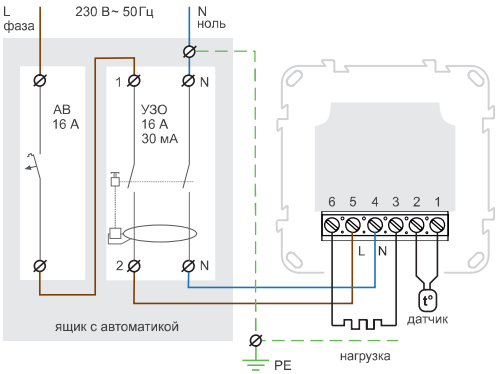 L
фаза
230 В~ 50Гц
N
ноль
АВ
16 А
1
УЗО
16 А
30 мА
N
2
N
6 5 4 3 2 1
L N
t°
датчик
ящик с автоматикой
PE
нагрузка